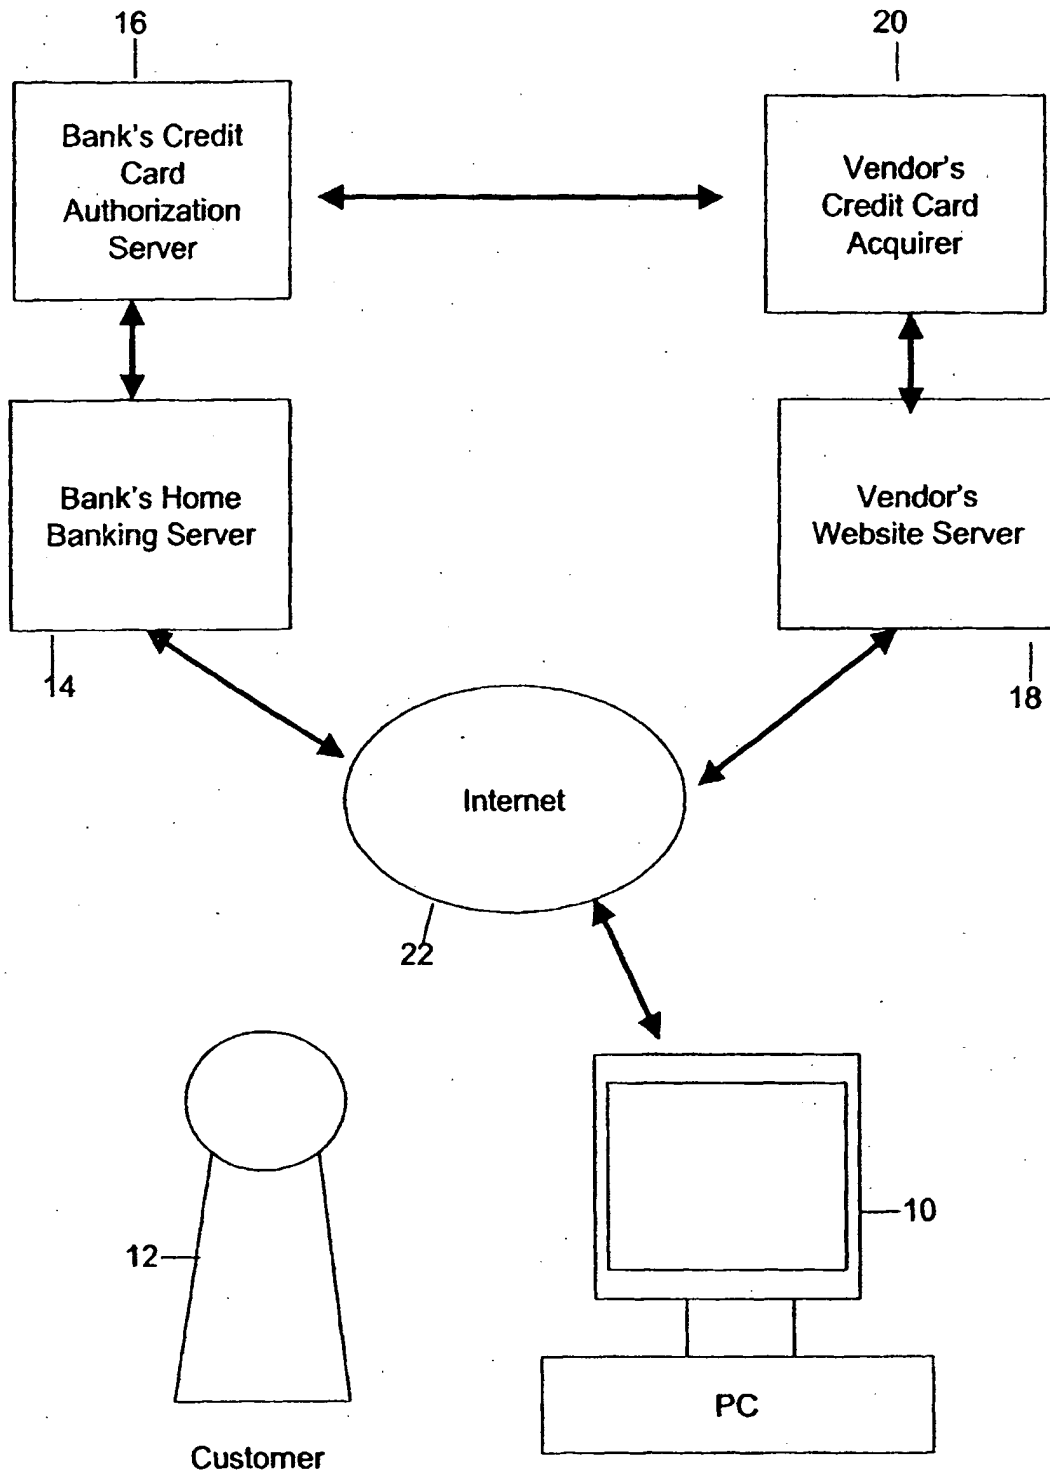 16
20
Bank's Credit
Card
Authorization
Server
Vendor's
Credit Card
Acquirer
Bank's Home
Banking Server
Vendor's
Website Server
14
18
Internet
22
10
12
PC
Customer